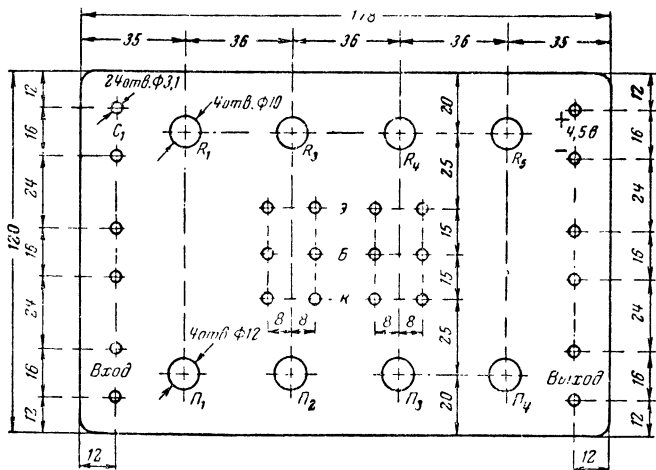 178
35 36 36 36 35
24отв.Ф3,1
4отв.Ф10
C₁
R₁ R₃ R₄ R₅
+ 4,5в
-
12 16 24 16 24 16 12
120
20 25 15 15 25 20
12 16 24 16 24 16 12
Э
Б
К
8 8 8 8
4отв.Ф12
Вход
Выход
П₁ П₂ П₃ П₄
12 12